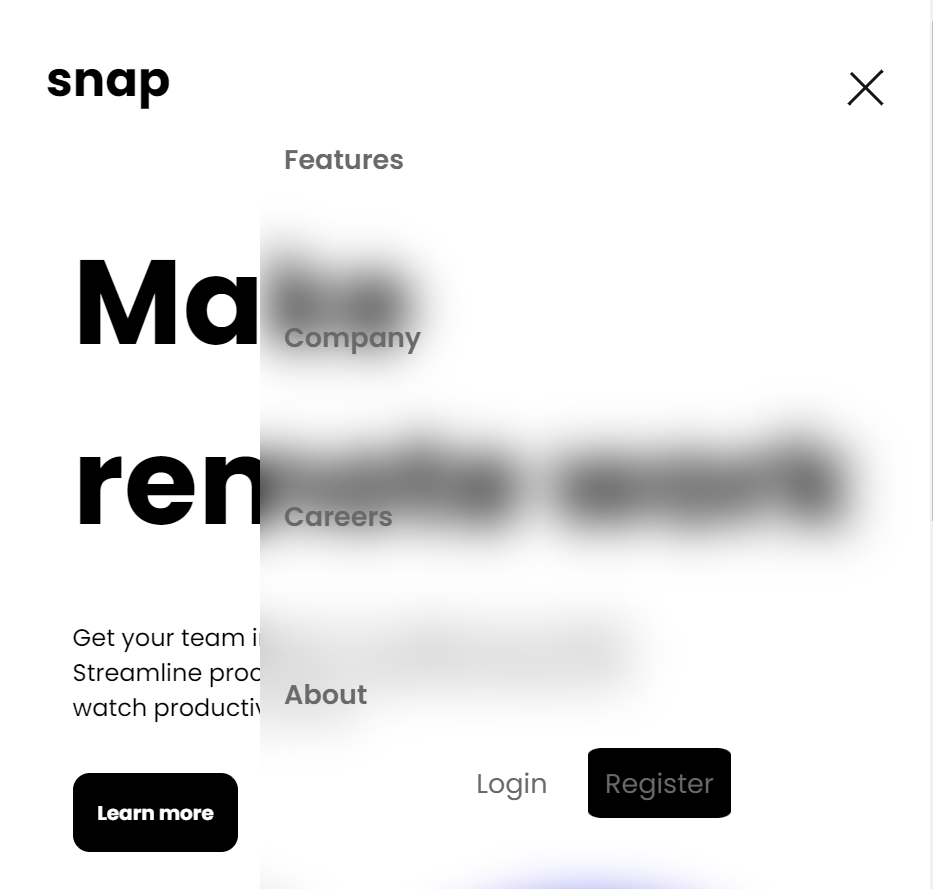 snap
Features
Ma
Company
ren
Careers
Get your team i
Streamline proc
watch productiv
About
Login
Register
Learn more